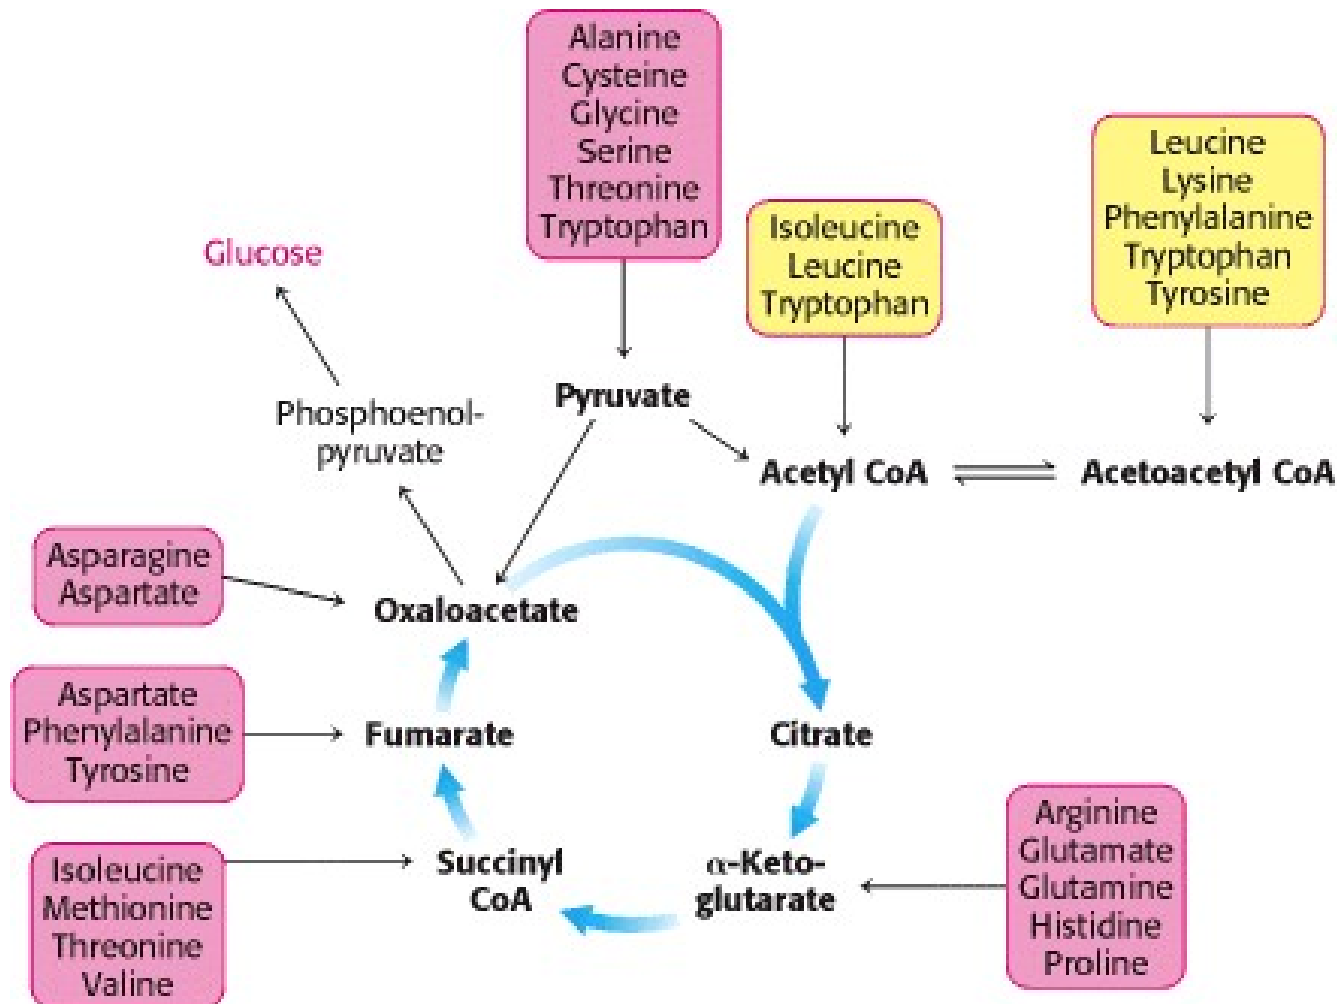 Alanine
Cysteine
Glycine
Serine
Threonine
Tryptophan
Leucine
Lysine
Phenylalanine
Tryptophan
Tyrosine
Isoleucine
Leucine
Tryptophan
Glucose
Pyruvate
Phosphoenol-
pyruvate
Acetyl CoA
Acetoacetyl CoA
Asparagine
Aspartate
Oxaloacetate
Aspartate
Phenylalanine
Tyrosine
Fumarate
Citrate
Isoleucine
Methionine
Threonine
Valine
Succinyl
CoA
α-Keto-
glutarate
Arginine
Glutamate
Glutamine
Histidine
Proline